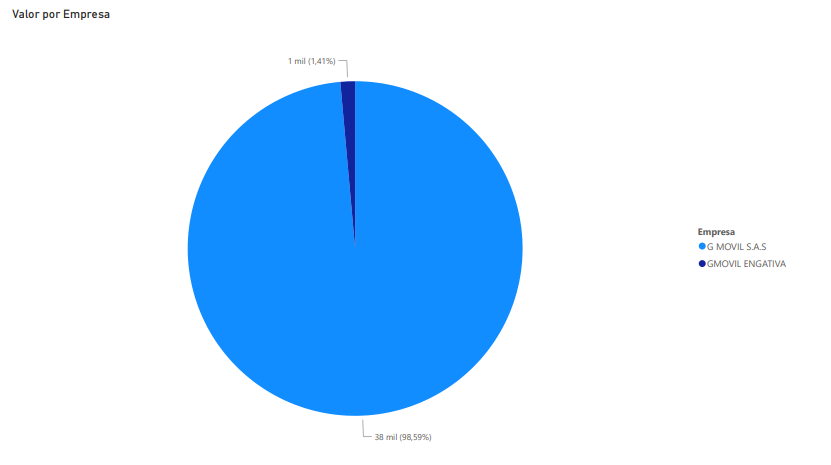 Valor por Empresa
1 mil (1,41%)
Empresa
G MOVIL S.A.S
GMOVIL ENGATIVA
38 mil (98,59%)